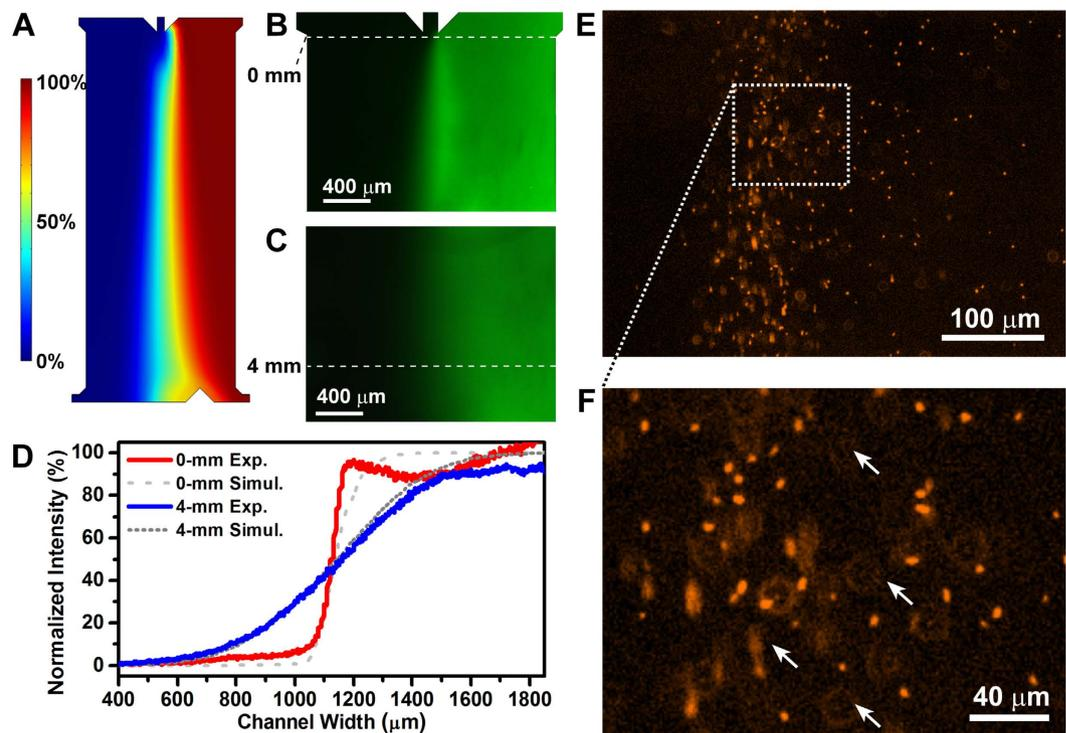 A
100%
50%
0%
B
0 mm
400 μm
C
4 mm
400 μm
D
Normalized Intensity (%)
100
80
60
40
20
0
0-mm Exp.
0-mm Simul.
4-mm Exp.
4-mm Simul.
400 600 800 1000 1200 1400 1600 1800
Channel Width (μm)
E
100 μm
F
40 μm